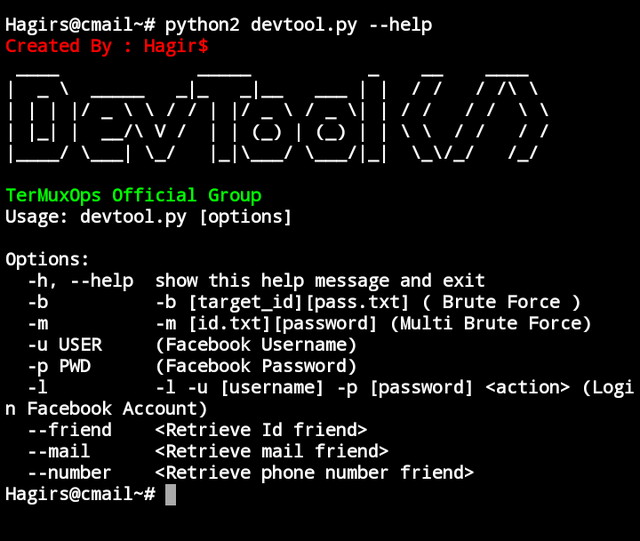 Hagirs@cmail~# python2 devtool.py --help
Created By : Hagir$
DevTool(</>)
TerMuxOps Official Group
Usage: devtool.py [options]
Options:
-h, --help show this help message and exit
-b -b [target_id][pass.txt] ( Brute Force )
-m -m [id.txt][password] (Multi Brute Force)
-u USER (Facebook Username)
-p PWD (Facebook Password)
-l -l -u [username] -p [password] <action> (Logi
n Facebook Account)
--friend <Retrieve Id friend>
--mail <Retrieve mail friend>
--number <Retrieve phone number friend>
Hagirs@cmail~#